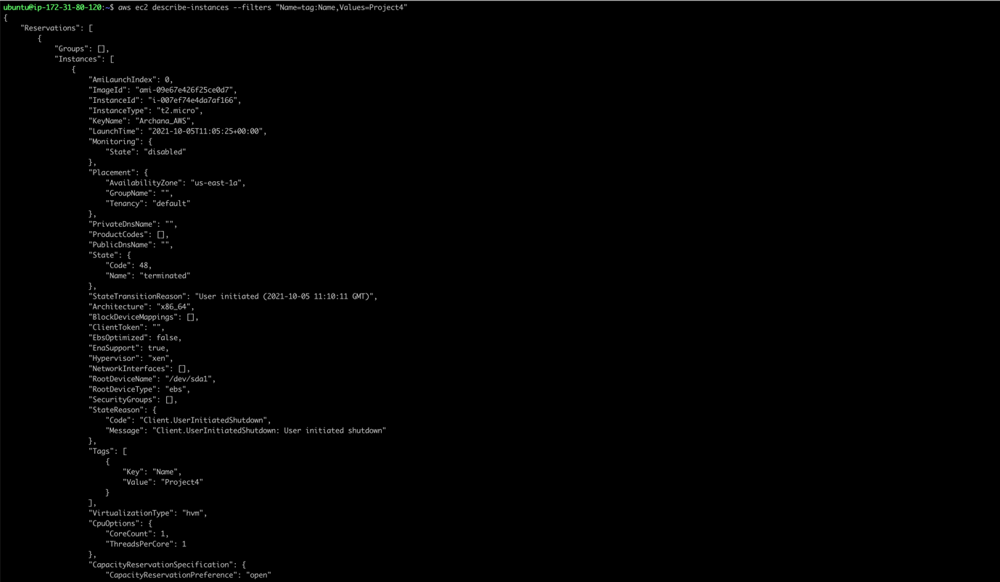 ubuntu@ip-172-31-80-120:~$ aws ec2 describe-instances --filters "Name=tag:Name,Values=Project4"
{
    "Reservations": [
        {
            "Groups": [],
            "Instances": [
                {
                    "AmiLaunchIndex": 0,
                    "ImageId": "ami-09e67e426f25ce0d7",
                    "InstanceId": "i-007ef74e4da7af166",
                    "InstanceType": "t2.micro",
                    "KeyName": "Archana_AWS",
                    "LaunchTime": "2021-10-05T11:05:25+00:00",
                    "Monitoring": {
                        "State": "disabled"
                    },
                    "Placement": {
                        "AvailabilityZone": "us-east-1a",
                        "GroupName": "",
                        "Tenancy": "default"
                    },
                    "PrivateDnsName": "",
                    "ProductCodes": [],
                    "PublicDnsName": "",
                    "State": {
                        "Code": 48,
                        "Name": "terminated"
                    },
                    "StateTransitionReason": "User initiated (2021-10-05 11:10:11 GMT)",
                    "Architecture": "x86_64",
                    "BlockDeviceMappings": [],
                    "ClientToken": "",
                    "EbsOptimized": false,
                    "EnaSupport": true,
                    "Hypervisor": "xen",
                    "NetworkInterfaces": [],
                    "RootDeviceName": "/dev/sda1",
                    "RootDeviceType": "ebs",
                    "SecurityGroups": [],
                    "StateReason": {
                        "Code": "Client.UserInitiatedShutdown",
                        "Message": "Client.UserInitiatedShutdown: User initiated shutdown"
                    },
                    "Tags": [
                        {
                            "Key": "Name",
                            "Value": "Project4"
                        }
                    ],
                    "VirtualizationType": "hvm",
                    "CpuOptions": {
                        "CoreCount": 1,
                        "ThreadsPerCore": 1
                    },
                    "CapacityReservationSpecification": {
                        "CapacityReservationPreference": "open"